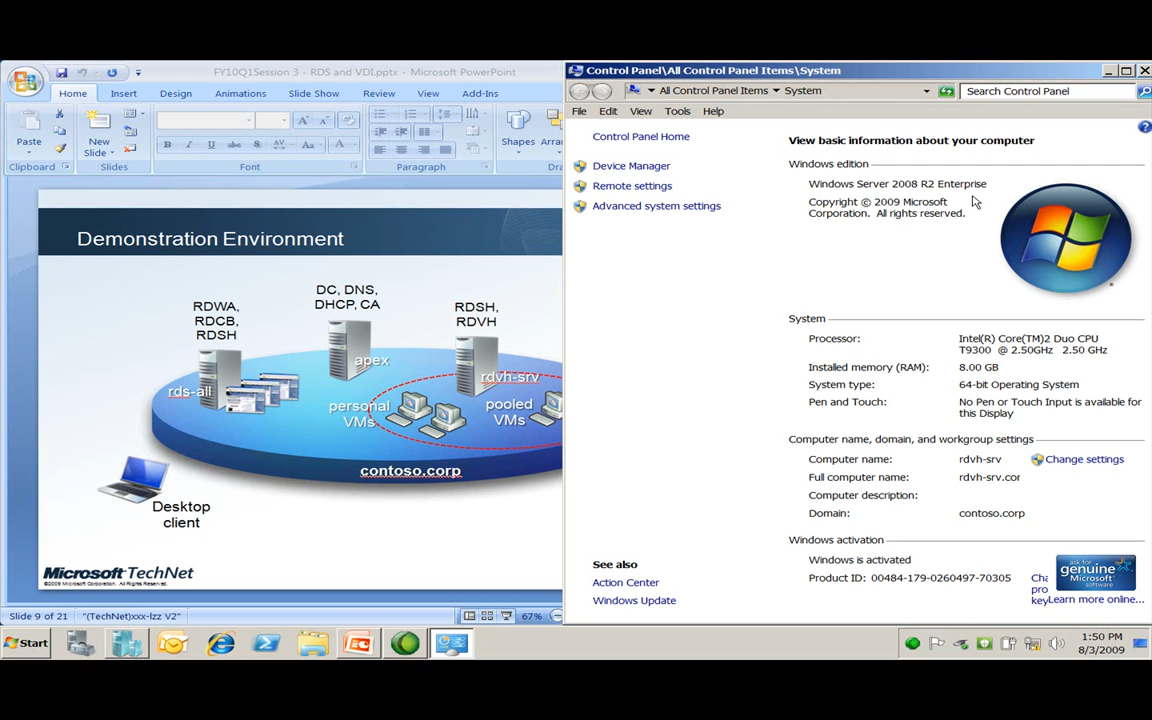 FY10Q1Session 3 - RDS and VDI.pptx - Microsoft PowerPoint
Home Insert Design Slide Show Animations Review View Add-Ins
Paste
New
Slide
Shapes
Clipboard Slides Font Paragraph
Demonstration Environment
RDWA,
RDCB,
RDSH
DC, DNS,
DHCP, CA
RDSH,
RDVH
rds-all
apex
rdvh-srv
personal
VMs
pooled
VMs
contoso.corp
Desktop
client
Microsoft TechNet
©2009 Microsoft Corporation. All Rights Reserved.
Slide 9 of 21 "(TechNet)xxx-lzz V2" 67%
Control Panel\All Control Panel Items\System
All Control Panel Items System Search Control Panel
File Edit View Tools Help
Control Panel Home
Device Manager
Remote settings
Advanced system settings
See also
Action Center
Windows Update
View basic information about your computer
Windows edition
Windows Server 2008 R2 Enterprise
Copyright © 2009 Microsoft
Corporation. All rights reserved.
System
Processor: Intel(R) Core(TM)2 Duo CPU
T9300 @ 2.50GHz 2.50 GHz
Installed memory (RAM): 8.00 GB
System type: 64-bit Operating System
Pen and Touch: No Pen or Touch Input is available for
this Display
Computer name, domain, and workgroup settings
Computer name: rdvh-srv Change settings
Full computer name: rdvh-srv.cor
Computer description:
Domain: contoso.corp
Windows activation
Windows is activated
Product ID: 00484-179-0260497-70305
ask for
genuine
Microsoft
software
Learn more online...
Start
1:50 PM
8/3/2009